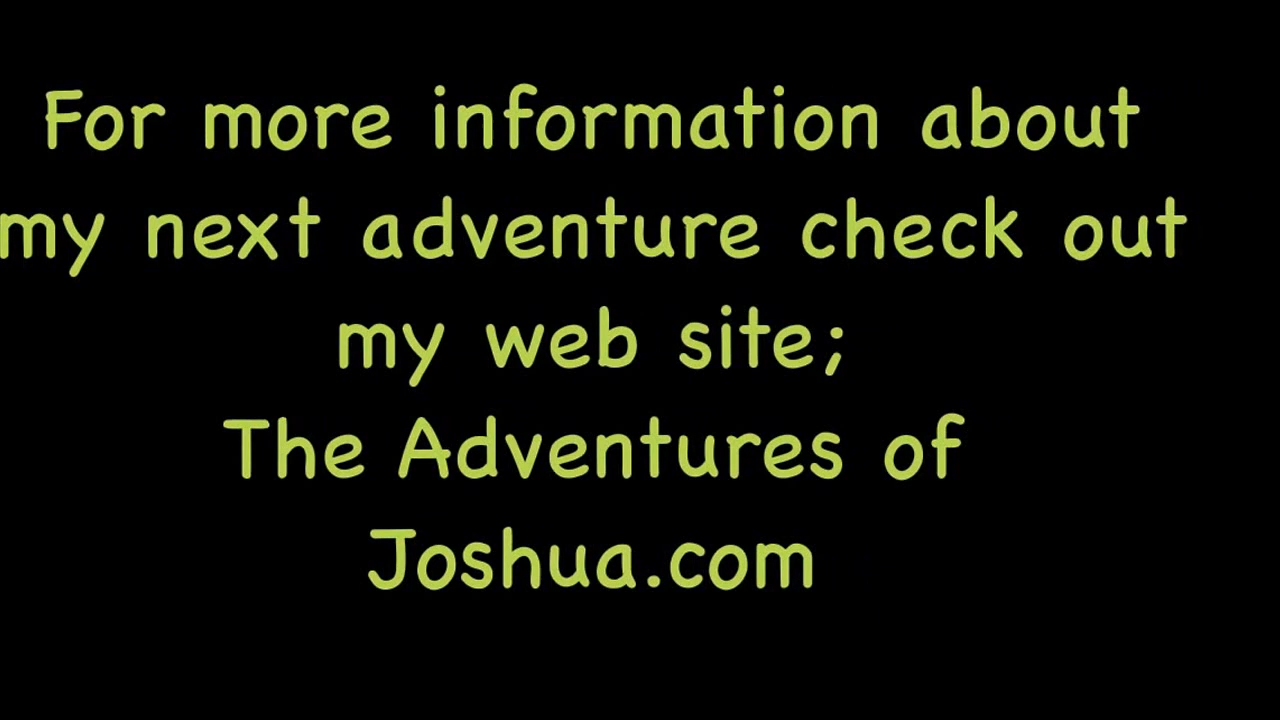 For more information about
my next adventure check out
my web site;
The Adventures of
Joshua.com